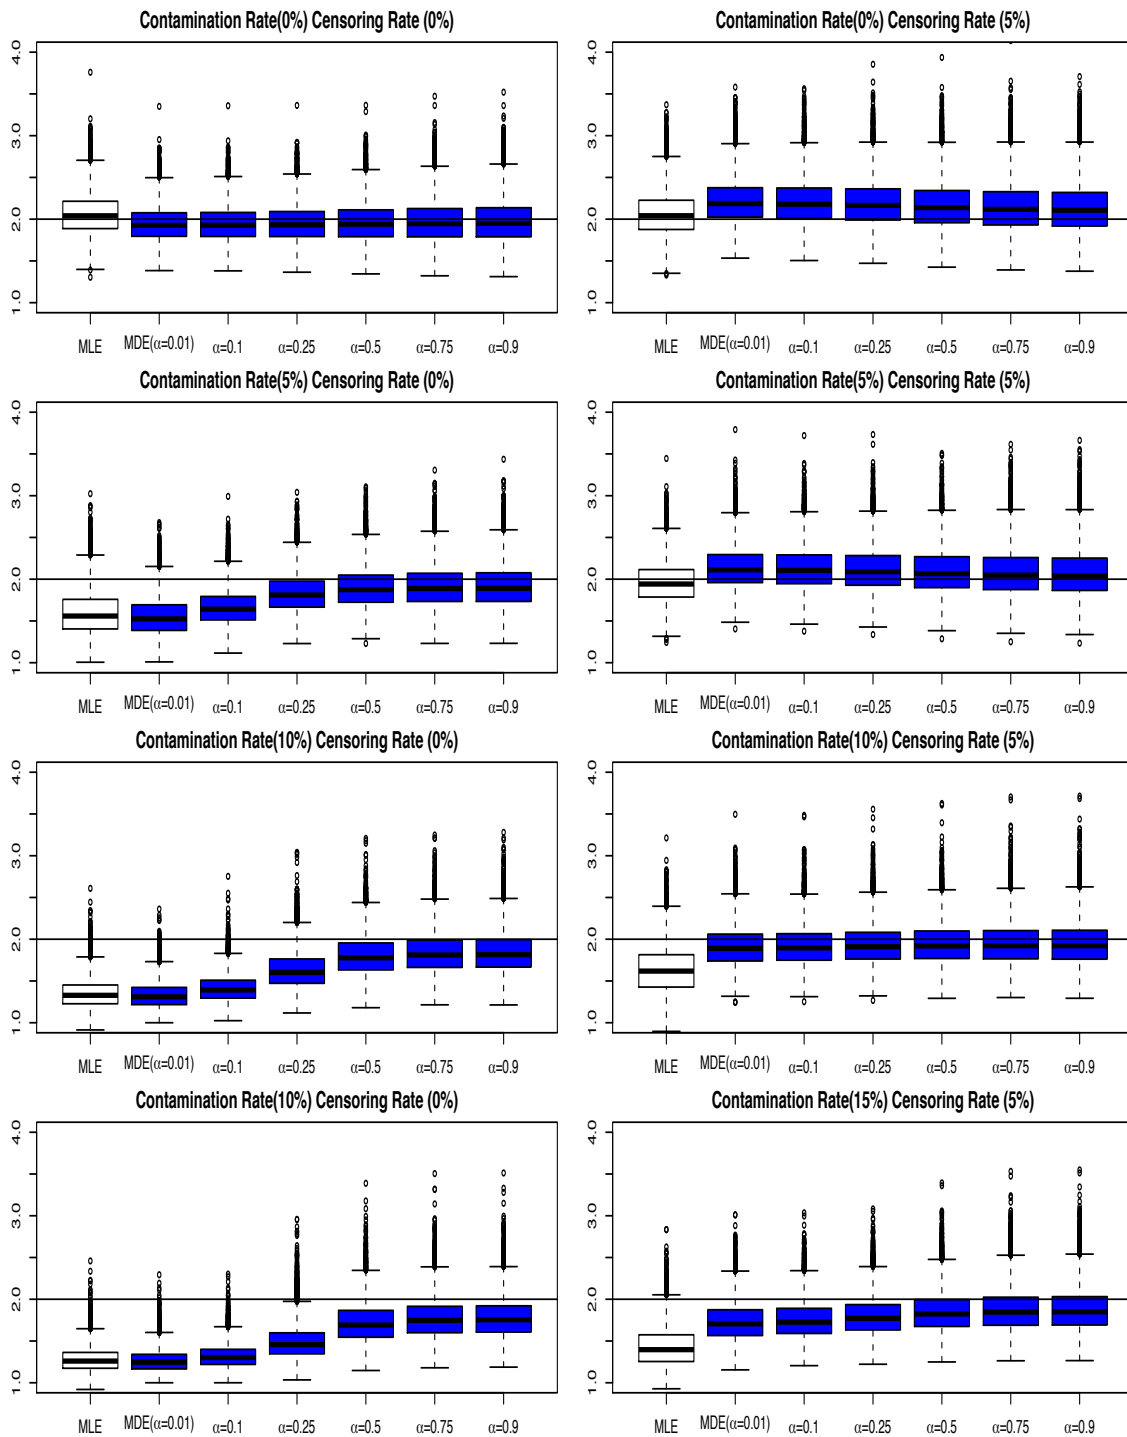 Contamination Rate(0%) Censoring Rate (0%)
4.0
3.0
2.0
1.0
MLE MDE(α=0.01) α=0.1 α=0.25 α=0.5 α=0.75 α=0.9
Contamination Rate(0%) Censoring Rate (5%)
4.0
3.0
2.0
1.0
MLE MDE(α=0.01) α=0.1 α=0.25 α=0.5 α=0.75 α=0.9
Contamination Rate(5%) Censoring Rate (0%)
4.0
3.0
2.0
1.0
MLE MDE(α=0.01) α=0.1 α=0.25 α=0.5 α=0.75 α=0.9
Contamination Rate(5%) Censoring Rate (5%)
4.0
3.0
2.0
1.0
MLE MDE(α=0.01) α=0.1 α=0.25 α=0.5 α=0.75 α=0.9
Contamination Rate(10%) Censoring Rate (0%)
4.0
3.0
2.0
1.0
MLE MDE(α=0.01) α=0.1 α=0.25 α=0.5 α=0.75 α=0.9
Contamination Rate(10%) Censoring Rate (5%)
4.0
3.0
2.0
1.0
MLE MDE(α=0.01) α=0.1 α=0.25 α=0.5 α=0.75 α=0.9
Contamination Rate(10%) Censoring Rate (0%)
4.0
3.0
2.0
1.0
MLE MDE(α=0.01) α=0.1 α=0.25 α=0.5 α=0.75 α=0.9
Contamination Rate(15%) Censoring Rate (5%)
4.0
3.0
2.0
1.0
MLE MDE(α=0.01) α=0.1 α=0.25 α=0.5 α=0.75 α=0.9